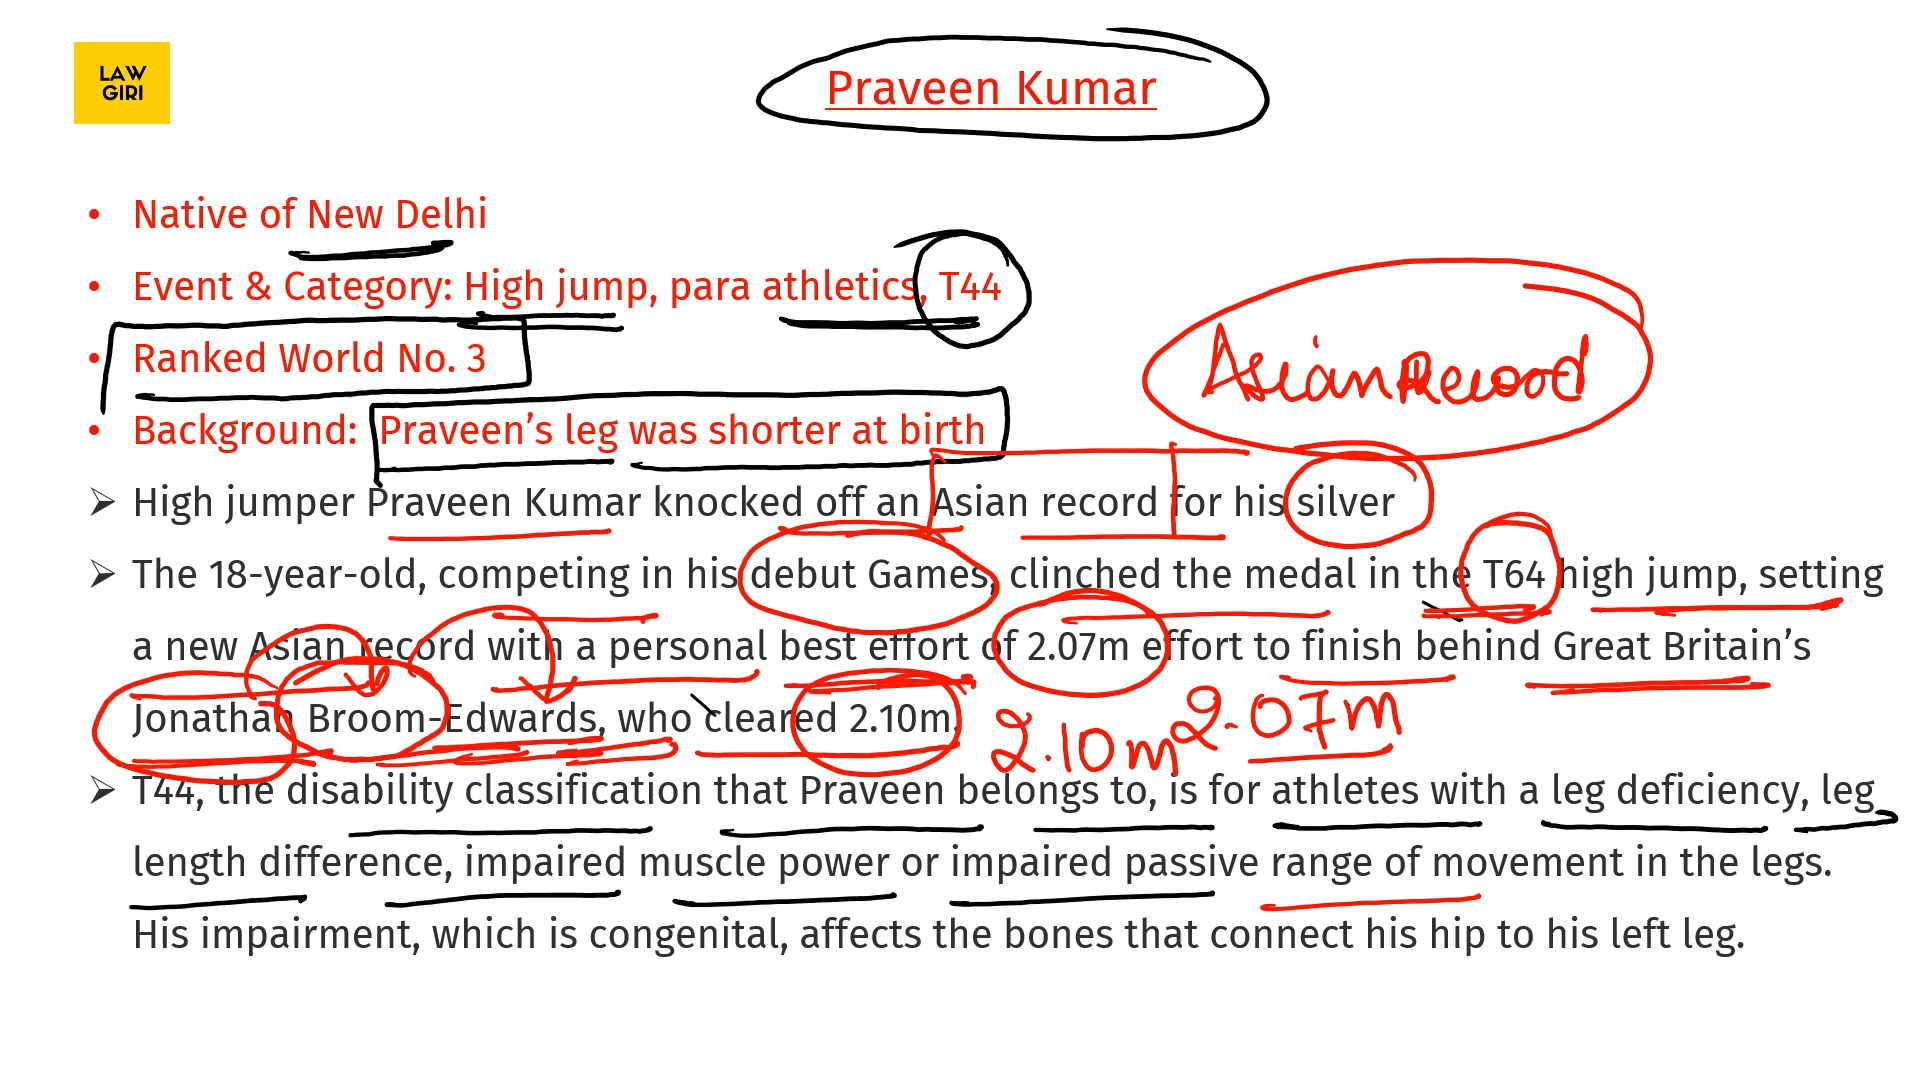 LAW
GIRI
Praveen Kumar
• Native of New Delhi
• Event & Category: High jump, para athletics, T44
• Ranked World No. 3
Asian Record
• Background: Praveen’s leg was shorter at birth
➢ High jumper Praveen Kumar knocked off an Asian record for his silver
➢ The 18-year-old, competing in his debut Games, clinched the medal in the T64 high jump, setting
a new Asian record with a personal best effort of 2.07m effort to finish behind Great Britain’s
Jonathan Broom-Edwards, who cleared 2.10m.
2.10m 2.07m
➢ T44, the disability classification that Praveen belongs to, is for athletes with a leg deficiency, leg
length difference, impaired muscle power or impaired passive range of movement in the legs.
His impairment, which is congenital, affects the bones that connect his hip to his left leg.